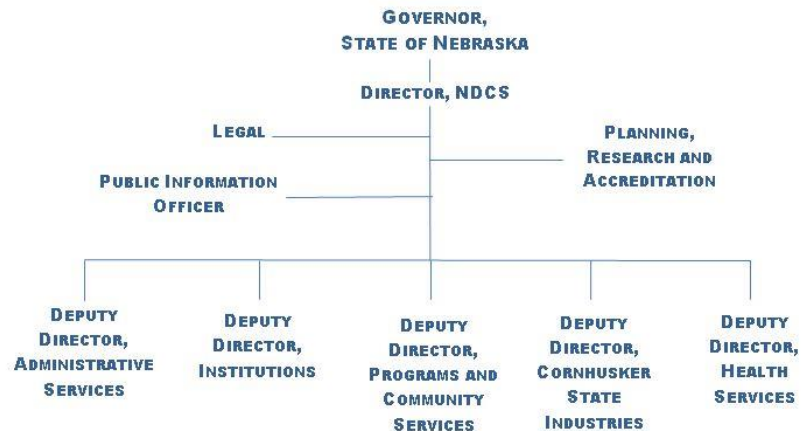 GOVERNOR,
STATE OF NEBRASKA
DIRECTOR, NDCS
LEGAL
PLANNING,
RESEARCH AND
ACCREDITATION
PUBLIC INFORMATION
OFFICER
DEPUTY
DIRECTOR,
ADMINISTRATIVE
SERVICES
DEPUTY
DIRECTOR,
INSTITUTIONS
DEPUTY
DIRECTOR,
PROGRAMS AND
COMMUNITY
SERVICES
DEPUTY
DIRECTOR,
CORNHUSKER
STATE
INDUSTRIES
DEPUTY
DIRECTOR,
HEALTH
SERVICES